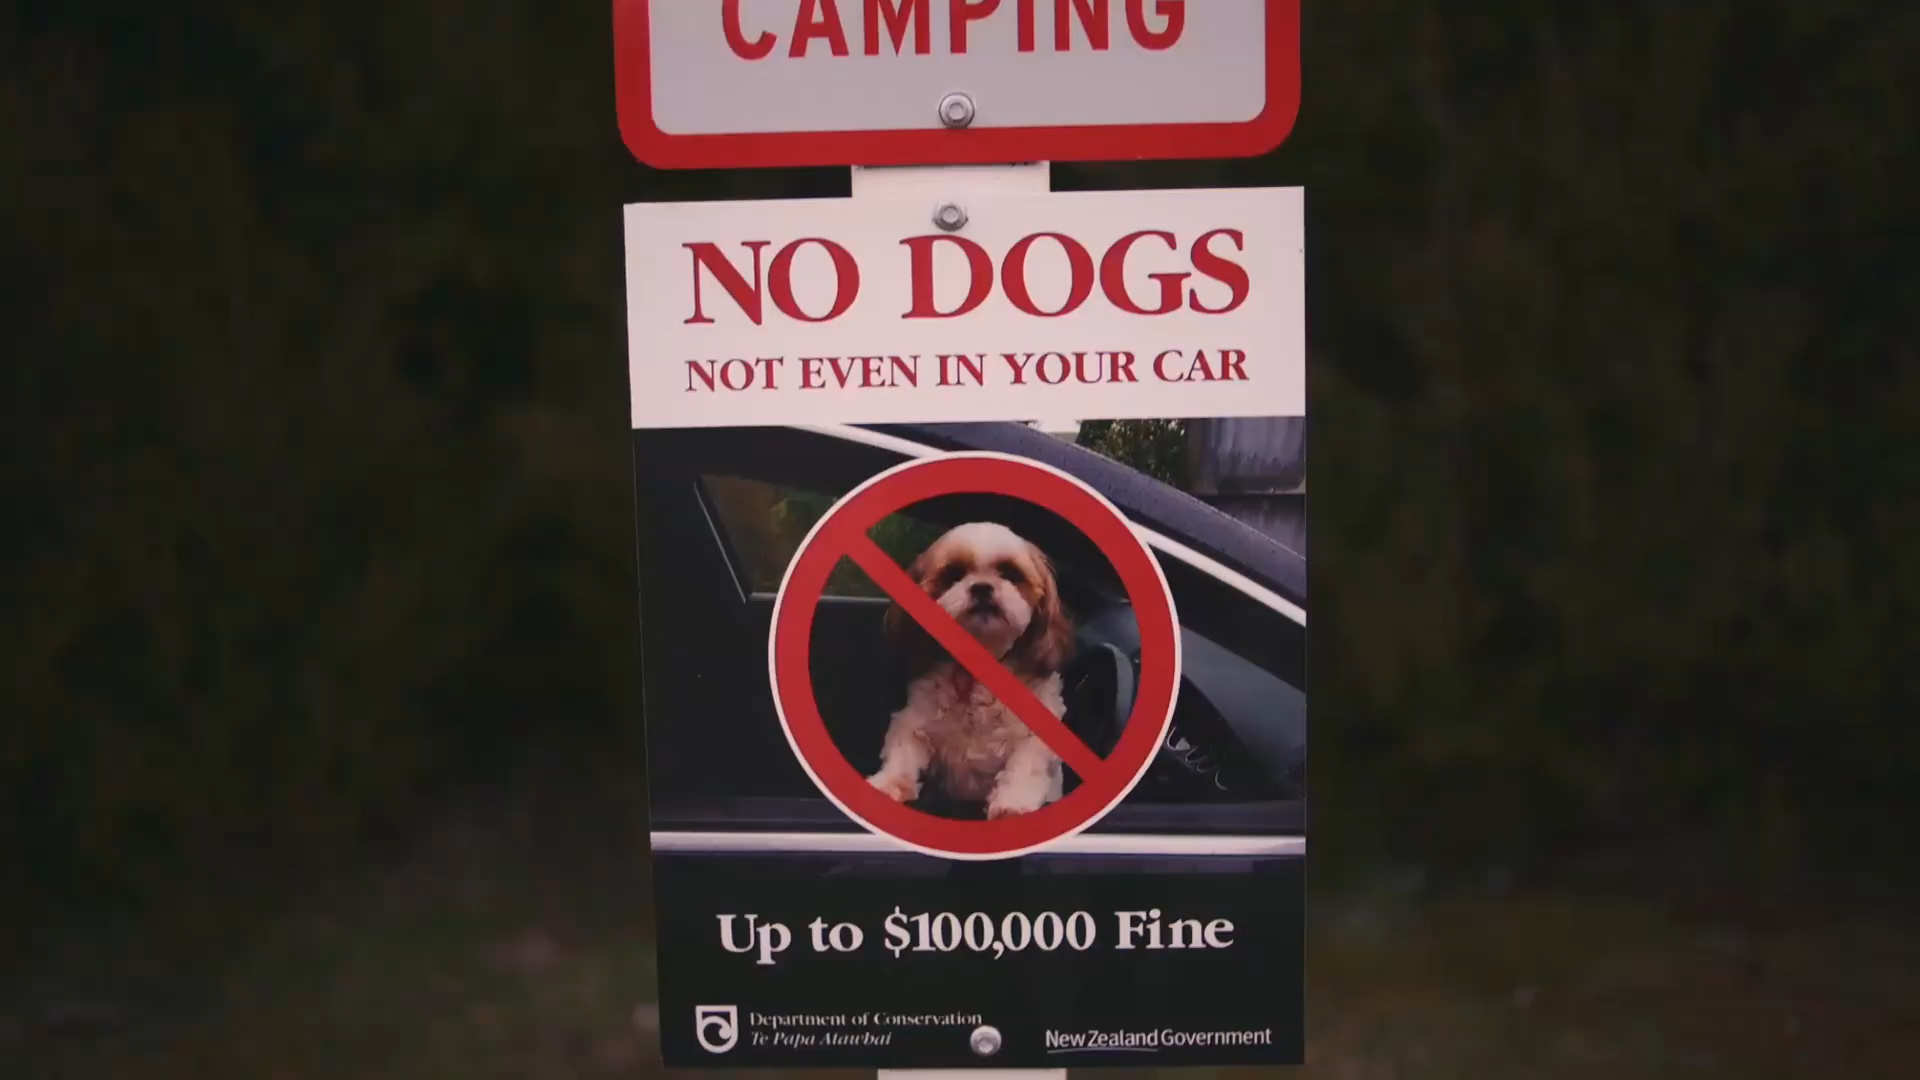 CAMPING
NO DOGS
NOT EVEN IN YOUR CAR
Up to $100,000 Fine
Department of Conservation
Te Papa Atawhai
New Zealand Government